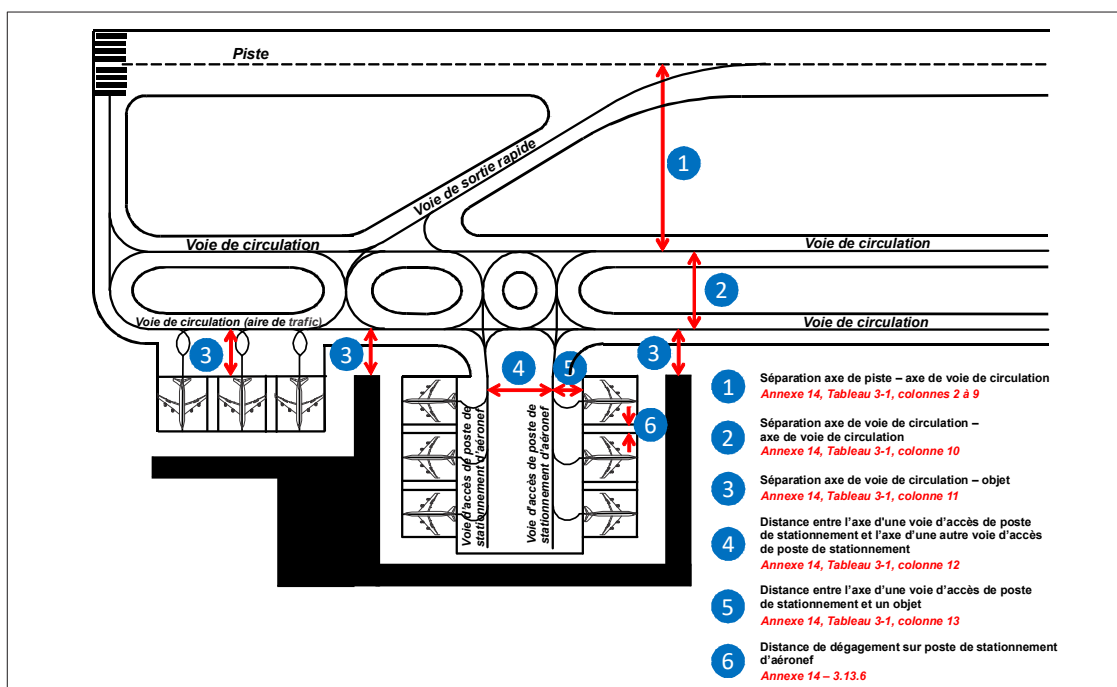 Piste
Voie de sortie rapide
1
Voie de circulation
Voie de circulation
2
Voie de circulation (aire de trafic)
Voie de circulation
3
3
3
4
5
6
Voie d'accès de poste de
stationnement d'aéronef
Voie d'accès de poste de
stationnement d'aéronef
1
Séparation axe de piste – axe de voie de circulation
Annexe 14, Tableau 3-1, colonnes 2 à 9
2
Séparation axe de voie de circulation –
axe de voie de circulation
Annexe 14, Tableau 3-1, colonne 10
3
Séparation axe de voie de circulation – objet
Annexe 14, Tableau 3-1, colonne 11
4
Distance entre l'axe d'une voie d'accès de poste
de stationnement et l'axe d'une autre voie d'accès
de poste de stationnement
Annexe 14, Tableau 3-1, colonne 12
5
Distance entre l'axe d'une voie d'accès de poste
de stationnement et un objet
Annexe 14, Tableau 3-1, colonne 13
6
Distance de dégagement sur poste de stationnement
d'aéronef
Annexe 14 – 3.13.6